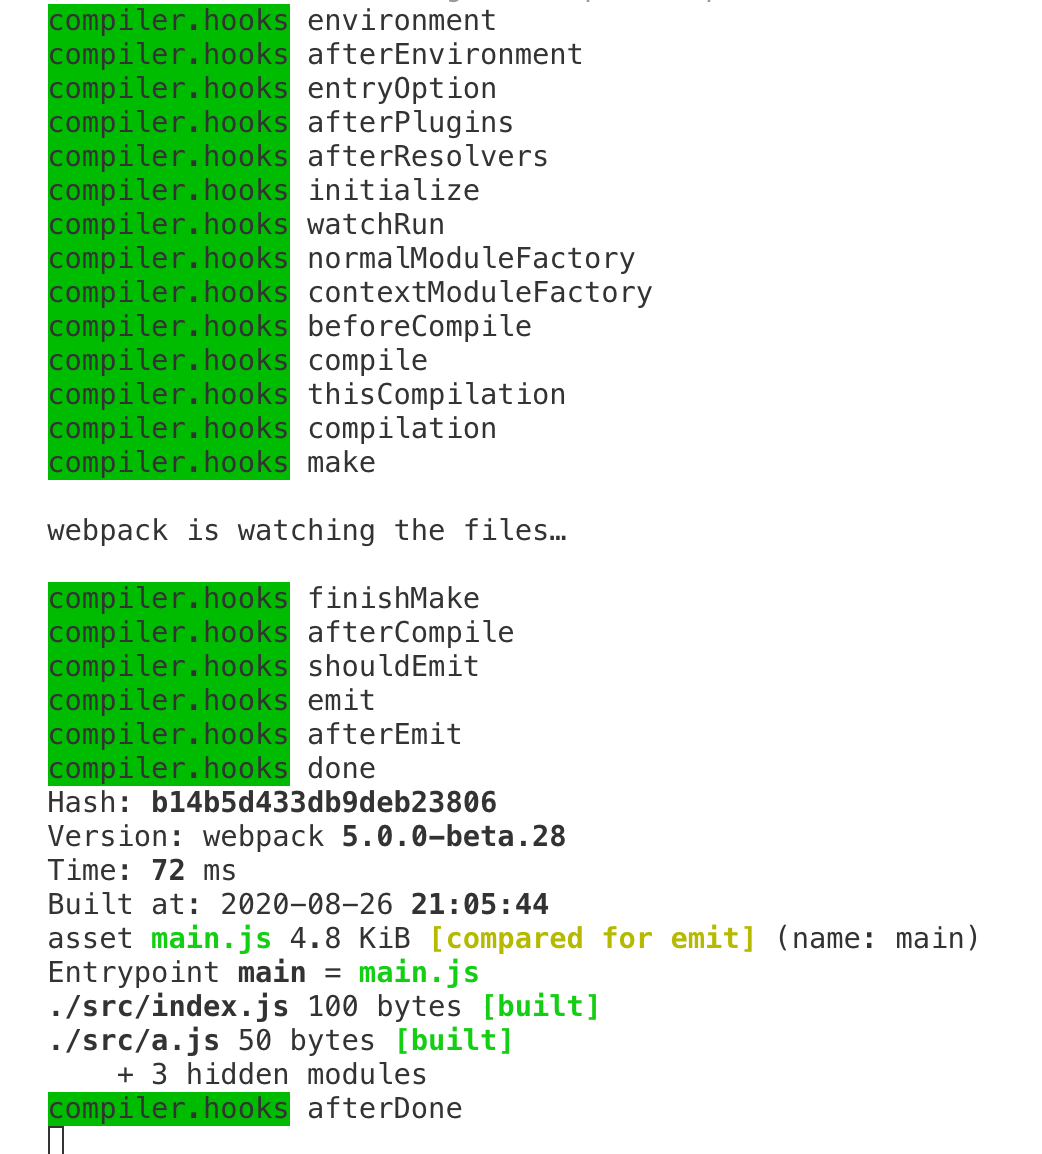 compiler.hooks environment
compiler.hooks afterEnvironment
compiler.hooks entryOption
compiler.hooks afterPlugins
compiler.hooks afterResolvers
compiler.hooks initialize
compiler.hooks watchRun
compiler.hooks normalModuleFactory
compiler.hooks contextModuleFactory
compiler.hooks beforeCompile
compiler.hooks compile
compiler.hooks thisCompilation
compiler.hooks compilation
compiler.hooks make
webpack is watching the files…
compiler.hooks finishMake
compiler.hooks afterCompile
compiler.hooks shouldEmit
compiler.hooks emit
compiler.hooks afterEmit
compiler.hooks done
Hash: b14b5d433db9deb23806
Version: webpack 5.0.0-beta.28
Time: 72 ms
Built at: 2020-08-26 21:05:44
asset main.js 4.8 KiB [compared for emit] (name: main)
Entrypoint main = main.js
./src/index.js 100 bytes [built]
./src/a.js 50 bytes [built]
    + 3 hidden modules
compiler.hooks afterDone